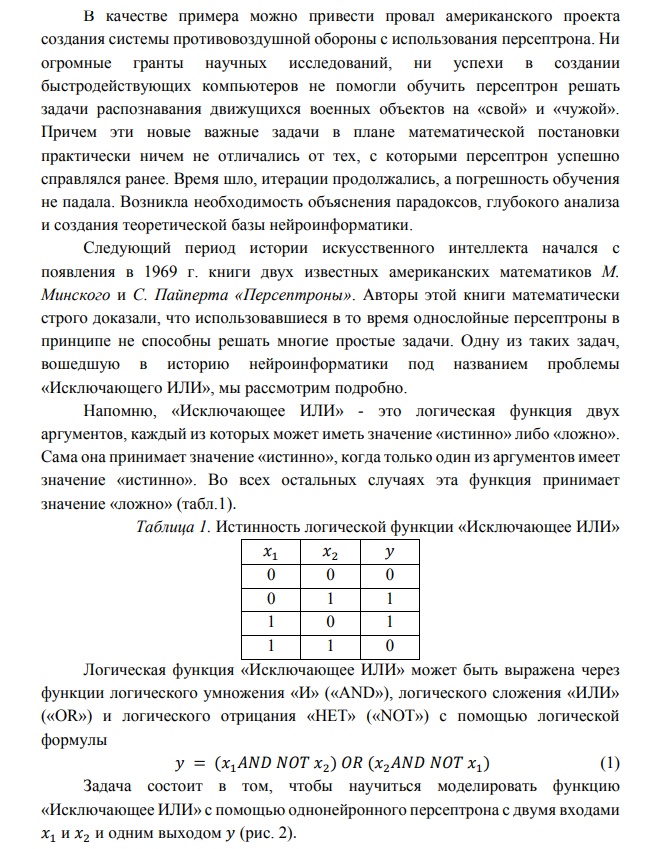 В качестве примера можно привести провал американского проекта
создания системы противовоздушной обороны с использования персептрона. Ни
огромные гранты научных исследований, ни успехи в создании
быстродействующих компьютеров не помогли обучить персептрон решать
задачи распознавания движущихся военных объектов на «свой» и «чужой».
Причем эти новые важные задачи в плане математической постановки
практически ничем не отличались от тех, с которыми персептрон успешно
справлялся ранее. Время шло, итерации продолжались, а погрешность обучения
не падала. Возникла необходимость объяснения парадоксов, глубокого анализа
и создания теоретической базы нейроинформатики.
Следующий период истории искусственного интеллекта начался с
появления в 1969 г. книги двух известных американских математиков М.
Минского и С. Пайперта «Персептроны». Авторы этой книги математически
строго доказали, что использовавшиеся в то время однослойные персептроны в
принципе не способны решать многие простые задачи. Одну из таких задач,
вошедшую в историю нейроинформатики под названием проблемы
«Исключающего ИЛИ», мы рассмотрим подробно.
Напомню, «Исключающее ИЛИ» - это логическая функция двух
аргументов, каждый из которых может иметь значение «истинно» либо «ложно».
Сама она принимает значение «истинно», когда только один из аргументов имеет
значение «истинно». Во всех остальных случаях эта функция принимает
значение «ложно» (табл.1).
Таблица 1. Истинность логической функции «Исключающее ИЛИ»
x₁ x₂ y
0 0 0
0 1 1
1 0 1
1 1 0
Логическая функция «Исключающее ИЛИ» может быть выражена через
функции логического умножения «И» («AND»), логического сложения «ИЛИ»
(«OR») и логического отрицания «НЕТ» («NOT») с помощью логической
формулы
y = (x₁AND NOT x₂) OR (x₂AND NOT x₁) (1)
Задача состоит в том, чтобы научиться моделировать функцию
«Исключающее ИЛИ» с помощью однонейронного персептрона с двумя входами
x₁ и x₂ и одним выходом y (рис. 2).